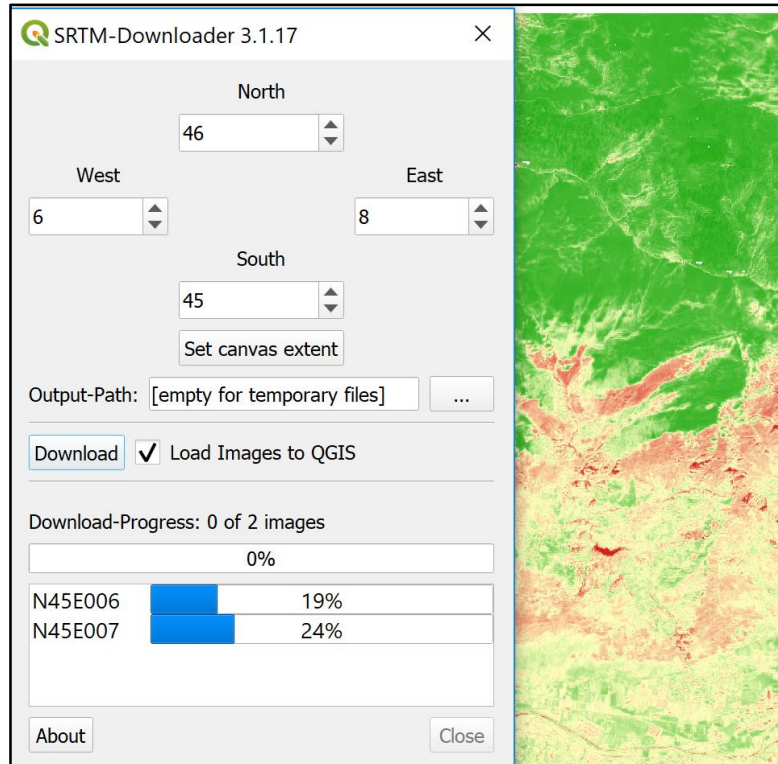 SRTM-Downloader 3.1.17
North
46
West East
6 8
South
45
Set canvas extent
Output-Path: [empty for temporary files] ...
Download Load Images to QGIS
Download-Progress: 0 of 2 images
0%
N45E006 19%
N45E007 24%
About Close